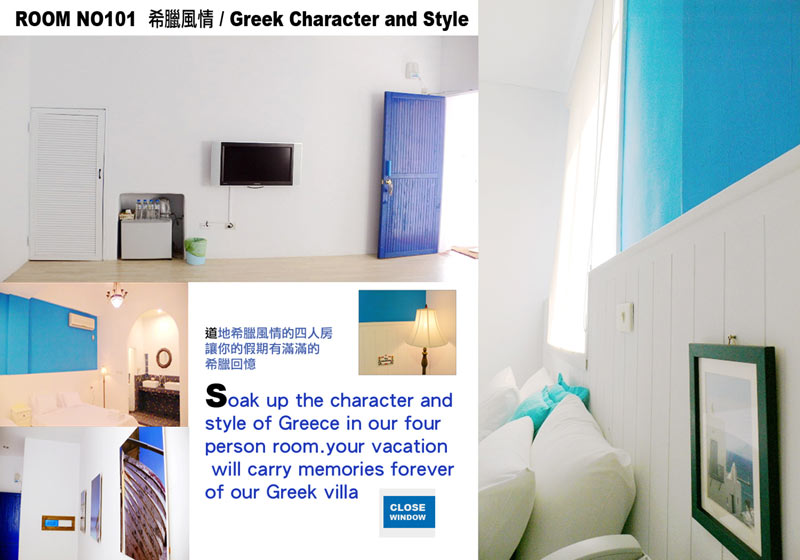 ROOM NO101 希臘風情 / Greek Character and Style
道地希臘風情的四人房
讓你的假期有滿滿的
希臘回憶
Soak up the character and
style of Greece in our four
person room.your vacation
will carry memories forever
of our Greek villa
CLOSE
WINDOW